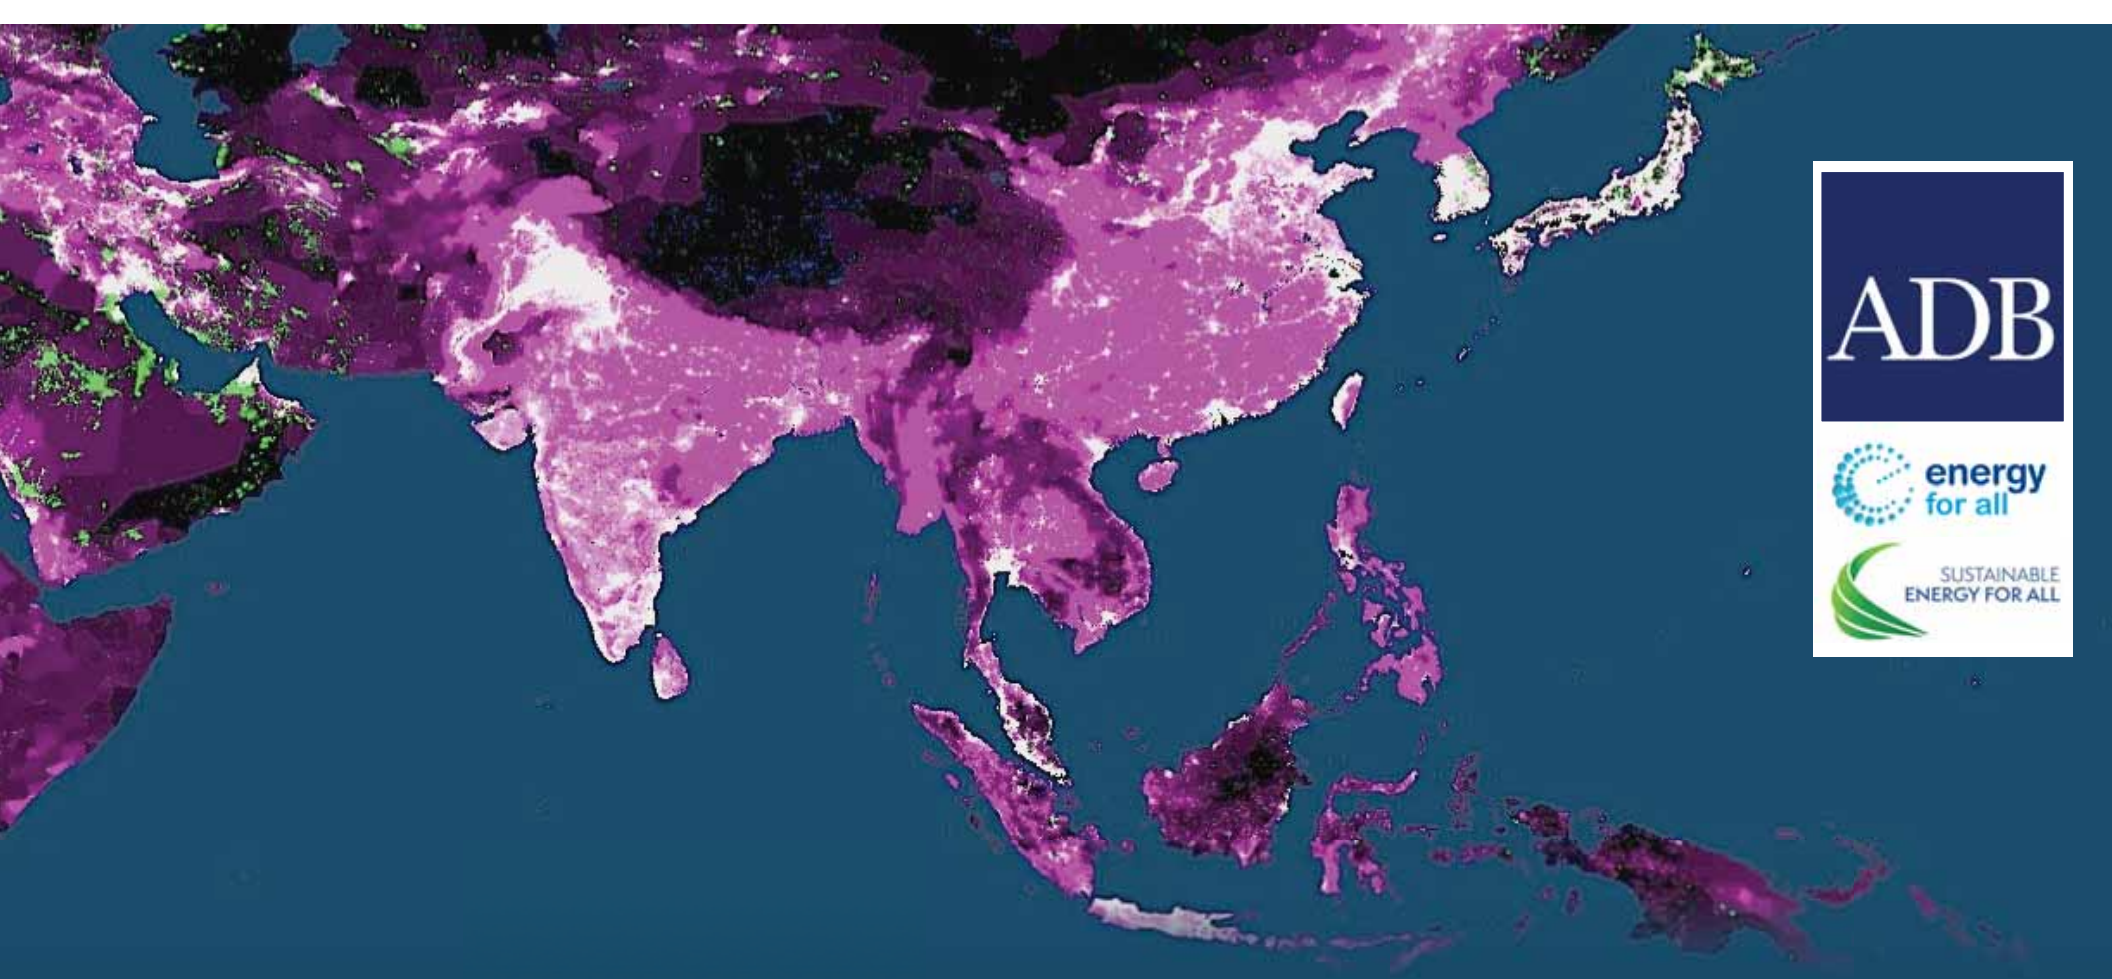 ADB
energy
for all
SUSTAINABLE
ENERGY FOR ALL